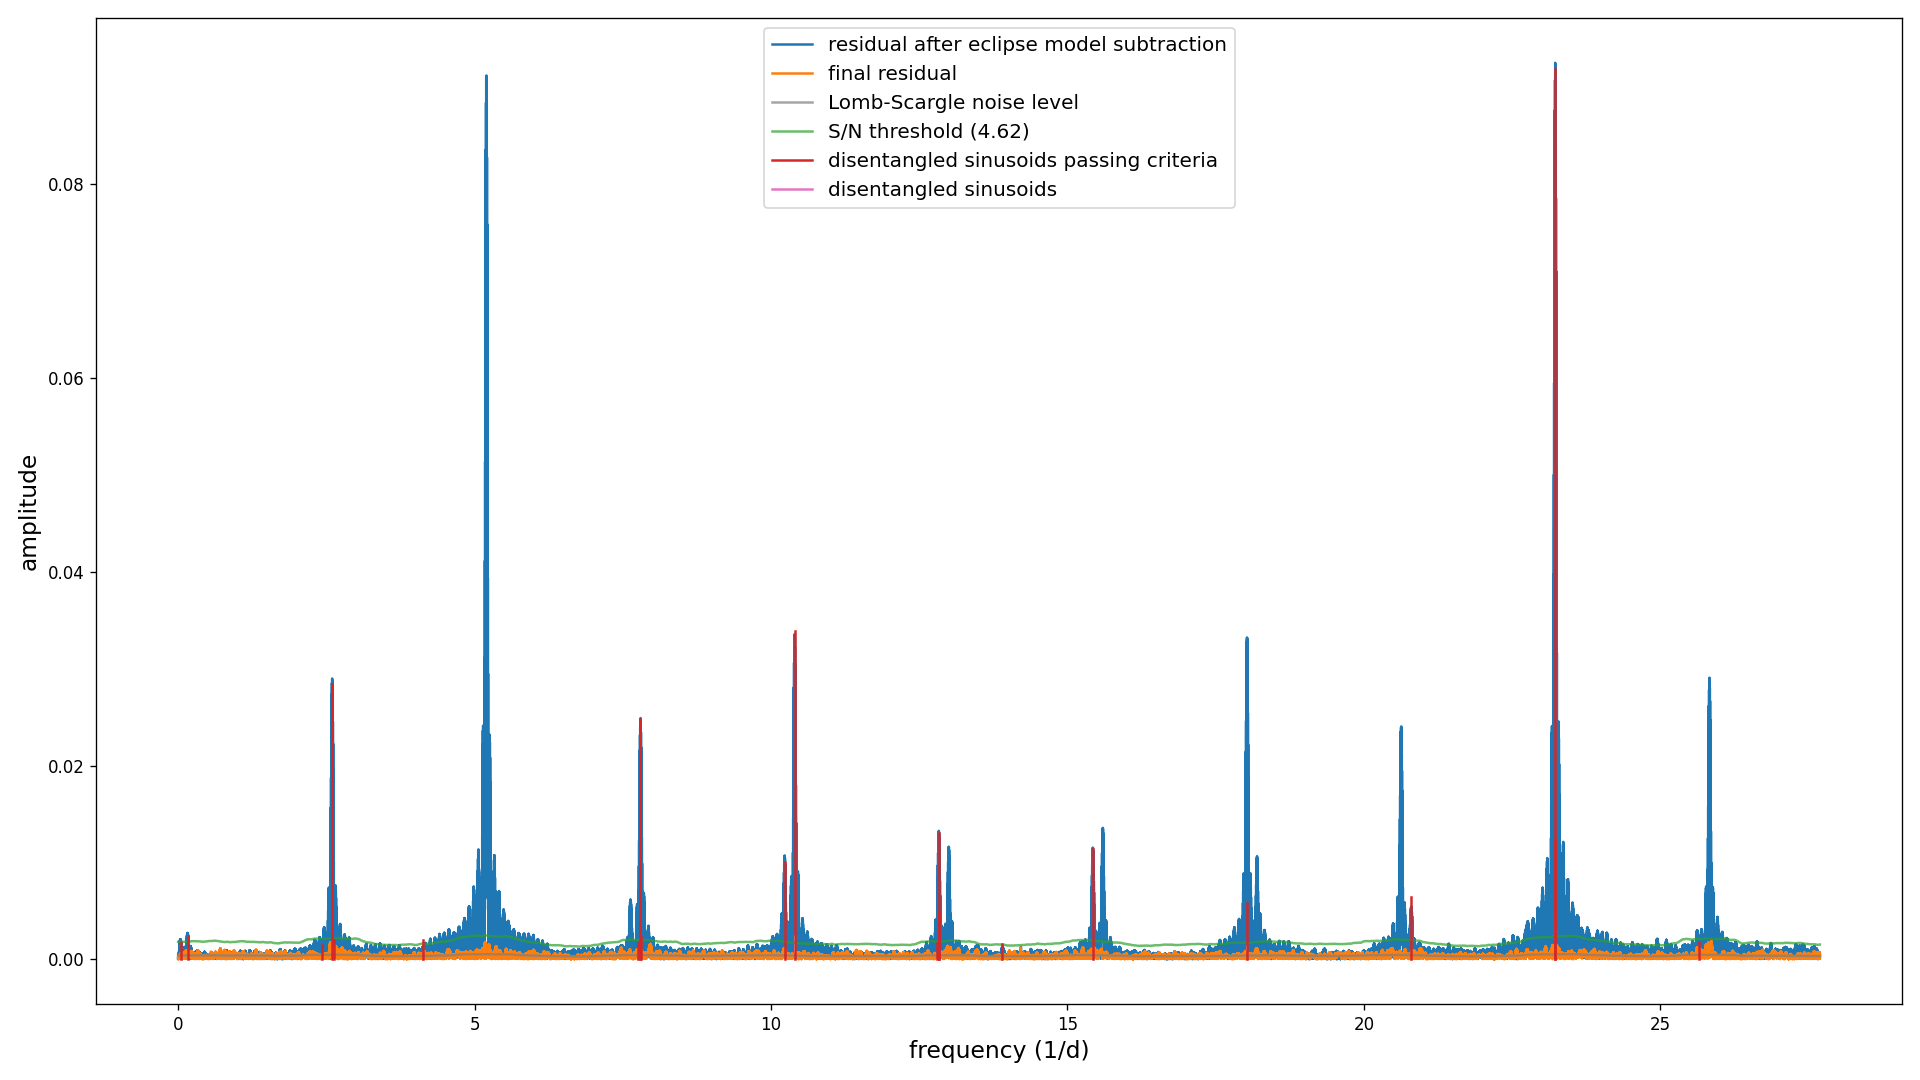 residual after eclipse model subtraction
final residual
Lomb-Scargle noise level
S/N threshold (4.62)
disentangled sinusoids passing criteria
disentangled sinusoids
amplitude
0.08
0.06
0.04
0.02
0.00
0 5 10 15 20 25
frequency (1/d)